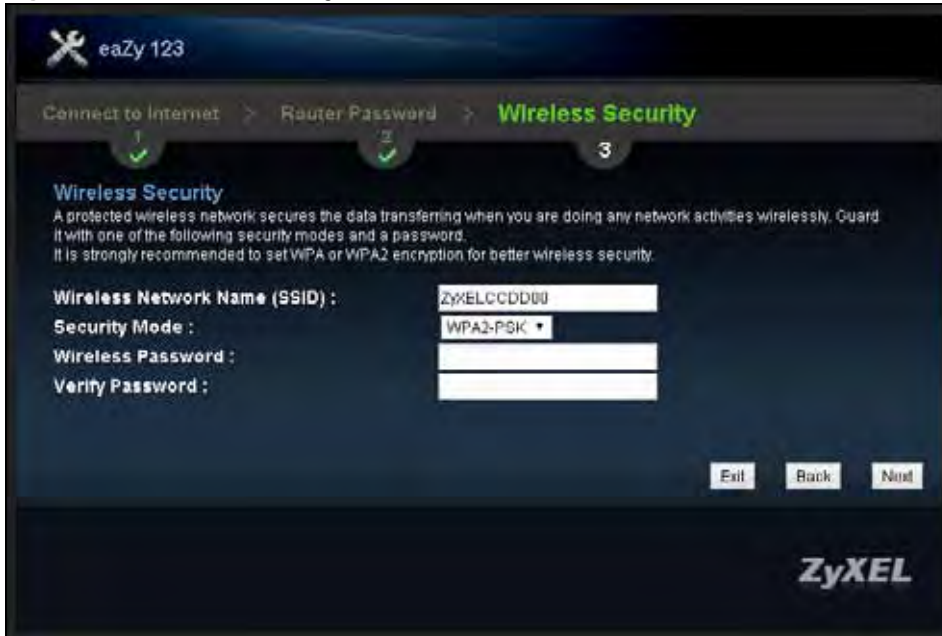 eaZy 123
Connect to Internet > Router Password > Wireless Security
1 2 3
Wireless Security
A protected wireless network secures the data transferring when you are doing any network activities wirelessly. Guard
it with one of the following security modes and a password.
It is strongly recommended to set WPA or WPA2 encryption for better wireless security.
Wireless Network Name (SSID) : ZyXELCCDD00
Security Mode : WPA2-PSK
Wireless Password :
Verify Password :
Exit Back Next
ZyXEL